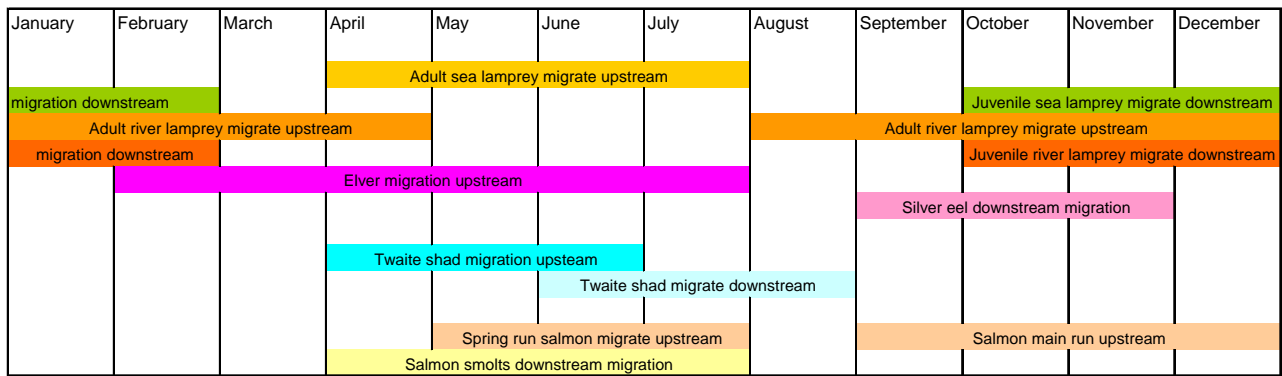 January February March April May June July August September October November December
Adult sea lamprey migrate upstream
migration downstream Juvenile sea lamprey migrate downstream
Adult river lamprey migrate upstream Adult river lamprey migrate upstream
migration downstream Juvenile river lamprey migrate downstream
Elver migration upstream
Silver eel downstream migration
Twaite shad migration upsteam
Twaite shad migrate downstream
Spring run salmon migrate upstream Salmon main run upstream
Salmon smolts downstream migration